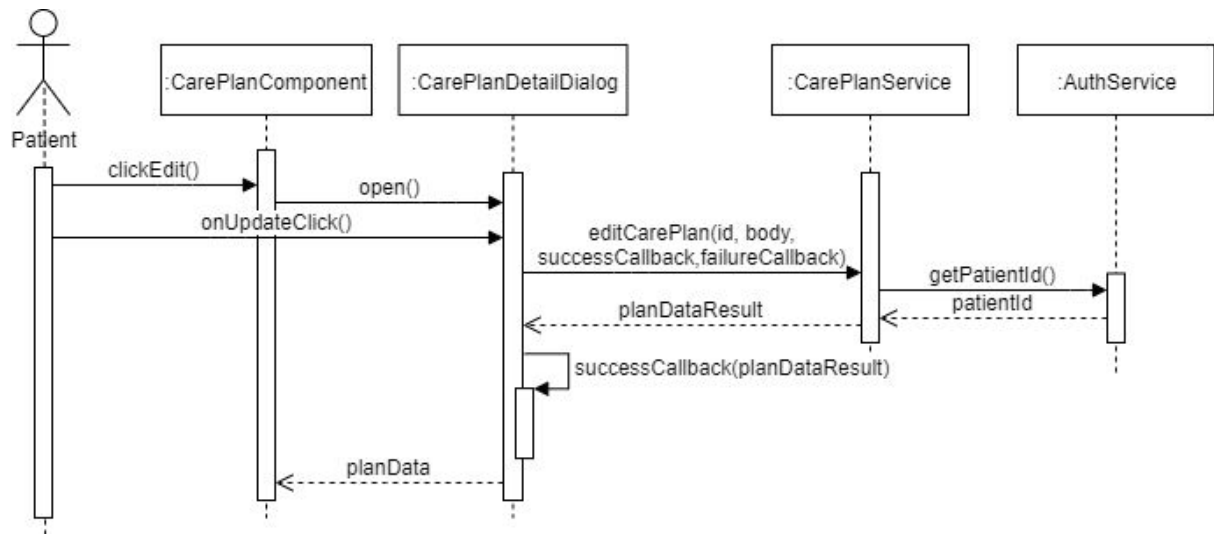 :CarePlanComponent
:CarePlanDetailDialog
:CarePlanService
:AuthService
Patient
clickEdit()
open()
onUpdateClick()
editCarePlan(id, body,
successCallback,failureCallback)
getPatientId()
patientId
planDataResult
successCallback(planDataResult)
planData